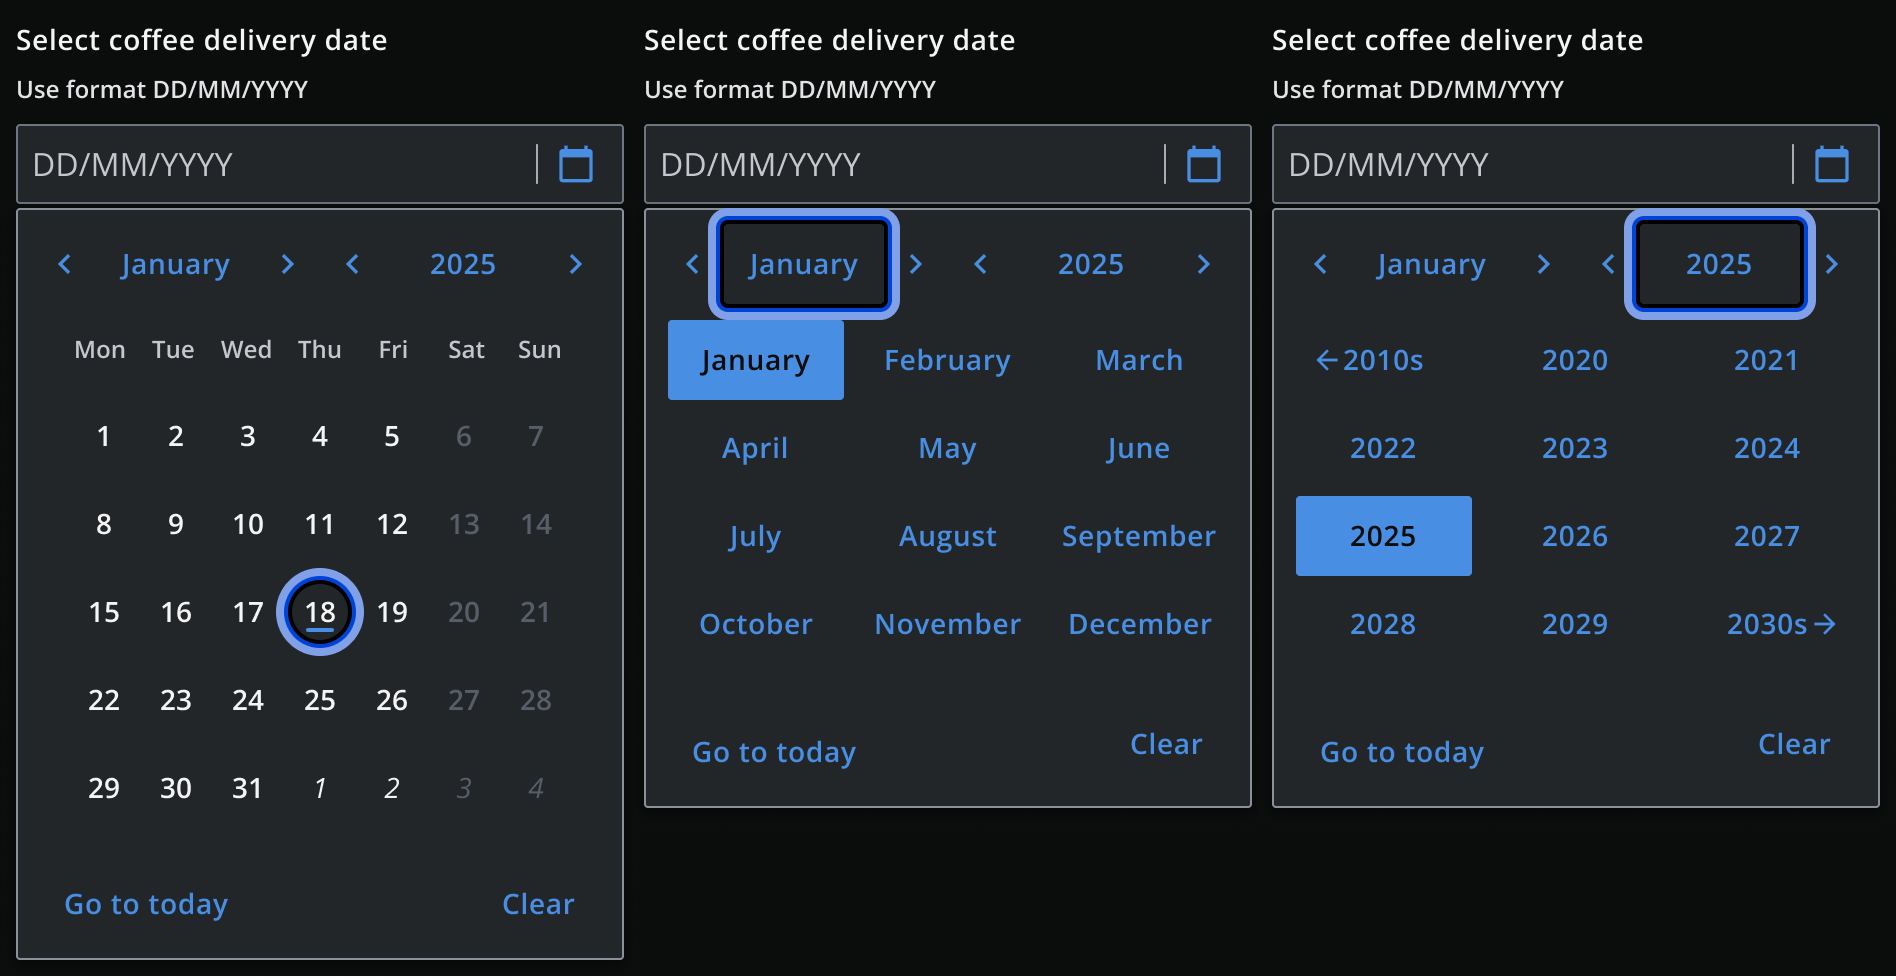 Select coffee delivery date
Use format DD/MM/YYYY
DD/MM/YYYY
January 2025
Mon Tue Wed Thu Fri Sat Sun
1 2 3 4 5 6 7
8 9 10 11 12 13 14
15 16 17 18 19 20 21
22 23 24 25 26 27 28
29 30 31 1 2 3 4
Go to today Clear
Select coffee delivery date
Use format DD/MM/YYYY
DD/MM/YYYY
January 2025
January February March
April May June
July August September
October November December
Go to today Clear
Select coffee delivery date
Use format DD/MM/YYYY
DD/MM/YYYY
January 2025
←2010s 2020 2021
2022 2023 2024
2025 2026 2027
2028 2029 2030s→
Go to today Clear